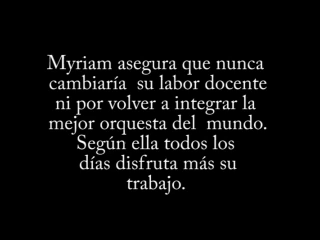 Myriam asegura que nunca
cambiaría su labor docente
ni por volver a integrar la
mejor orquesta del mundo.
Según ella todos los
días disfruta más su
trabajo.